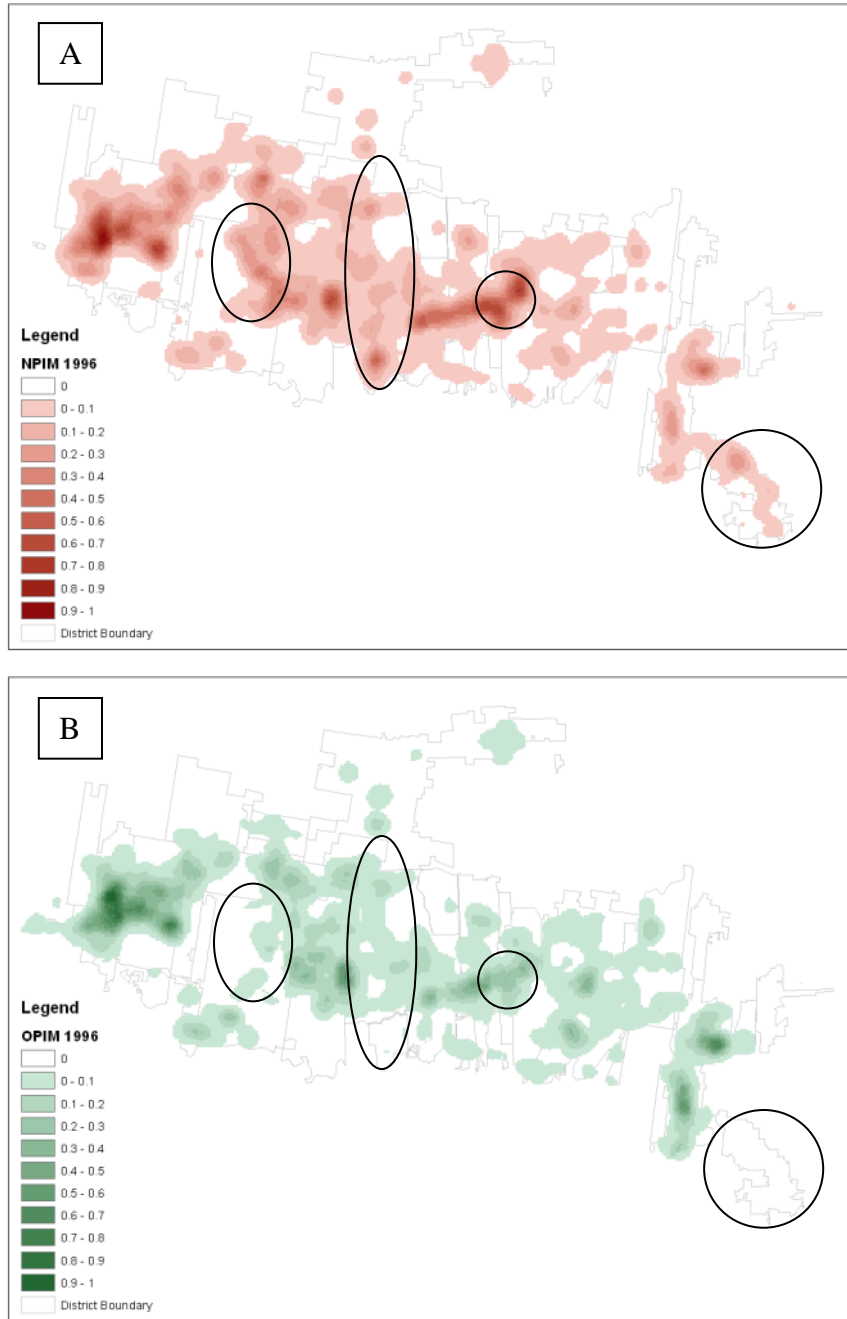 A
Legend
NPIM 1996
0
0 - 0.1
0.1 - 0.2
0.2 - 0.3
0.3 - 0.4
0.4 - 0.5
0.5 - 0.6
0.6 - 0.7
0.7 - 0.8
0.8 - 0.9
0.9 - 1
District Boundary
B
Legend
OPIM 1996
0
0 - 0.1
0.1 - 0.2
0.2 - 0.3
0.3 - 0.4
0.4 - 0.5
0.5 - 0.6
0.6 - 0.7
0.7 - 0.8
0.8 - 0.9
0.9 - 1
District Boundary